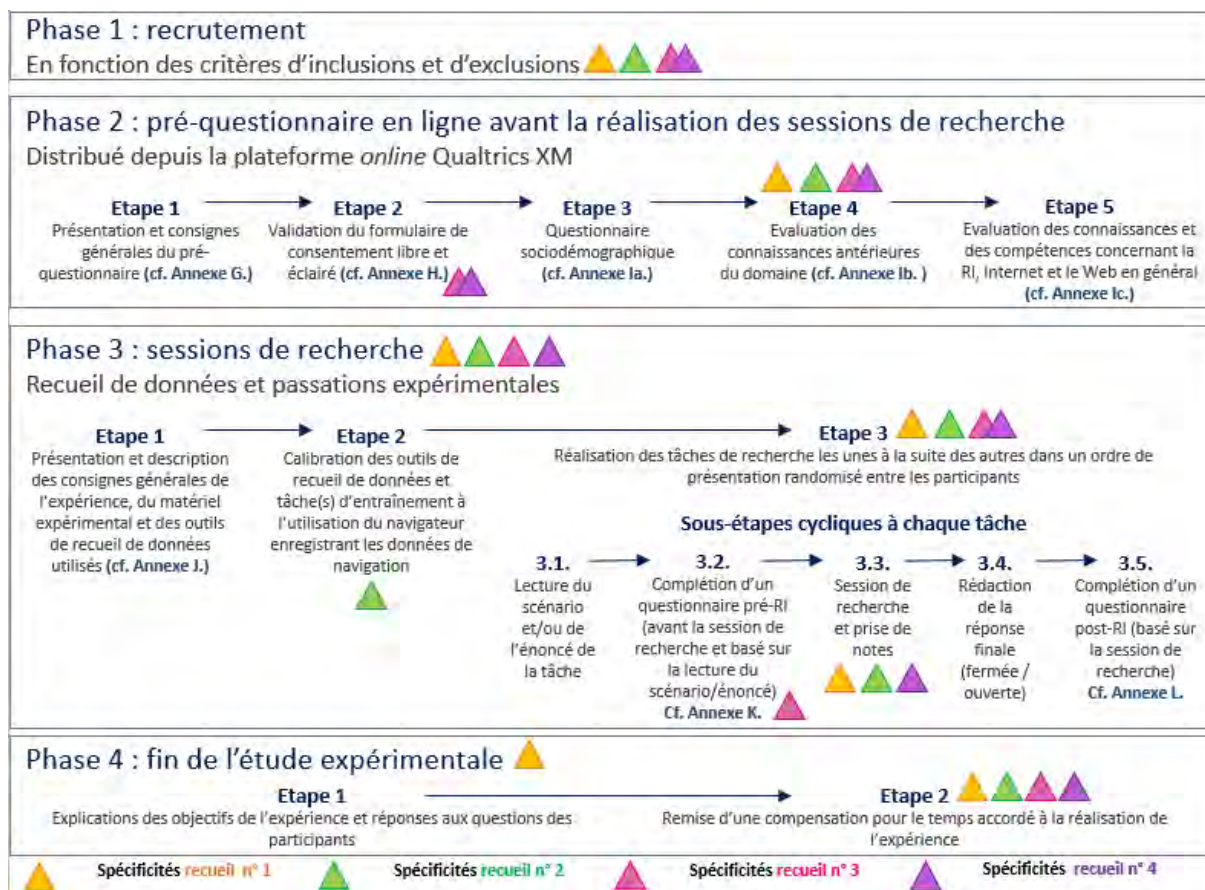 Phase 1 : recrutement
En fonction des critères d'inclusions et d'exclusions
Phase 2 : pré-questionnaire en ligne avant la réalisation des sessions de recherche
Distribué depuis la plateforme online Qualtrics XM
Etape 1
Présentation et consignes
générales du pré-
questionnaire (cf. Annexe G.)
Etape 2
Validation du formulaire de
consentement libre et
éclairé (cf. Annexe H.)
Etape 3
Questionnaire
sociodémographique
(cf. Annexe Ia.)
Etape 4
Evaluation des
connaissances antérieures
du domaine (cf. Annexe Ib. )
Etape 5
Evaluation des connaissances et
des compétences concernant la
RI, Internet et le Web en général
(cf. Annexe Ic.)
Phase 3 : sessions de recherche
Recueil de données et passations expérimentales
Etape 1
Présentation et description
des consignes générales de
l'expérience, du matériel
expérimental et des outils
de recueil de données
utilisés (cf. Annexe J.)
Etape 2
Calibration des outils de
recueil de données et
tâche(s) d'entraînement à
l'utilisation du navigateur
enregistrant les données de
navigation
Etape 3
Réalisation des tâches de recherche les unes à la suite des autres dans un ordre de
présentation randomisé entre les participants
Sous-étapes cycliques à chaque tâche
3.1.
Lecture du
scénario
et/ou de
l'énoncé de
la tâche
3.2.
Complétion d'un
questionnaire pré-RI
(avant la session de
recherche et basé sur
la lecture du
scénario/énoncé)
Cf. Annexe K.
3.3.
Session de
recherche
et prise de
notes
3.4.
Rédaction
de la
réponse
finale
(fermée /
ouverte)
3.5.
Complétion d'un
questionnaire
post-RI (basé sur
la session de
recherche)
Cf. Annexe L.
Phase 4 : fin de l'étude expérimentale
Etape 1
Explications des objectifs de l'expérience et réponses aux questions des
participants
Etape 2
Remise d'une compensation pour le temps accordé à la réalisation de
l'expérience
Spécificités recueil n° 1
Spécificités recueil n° 2
Spécificités recueil n° 3
Spécificités recueil n° 4